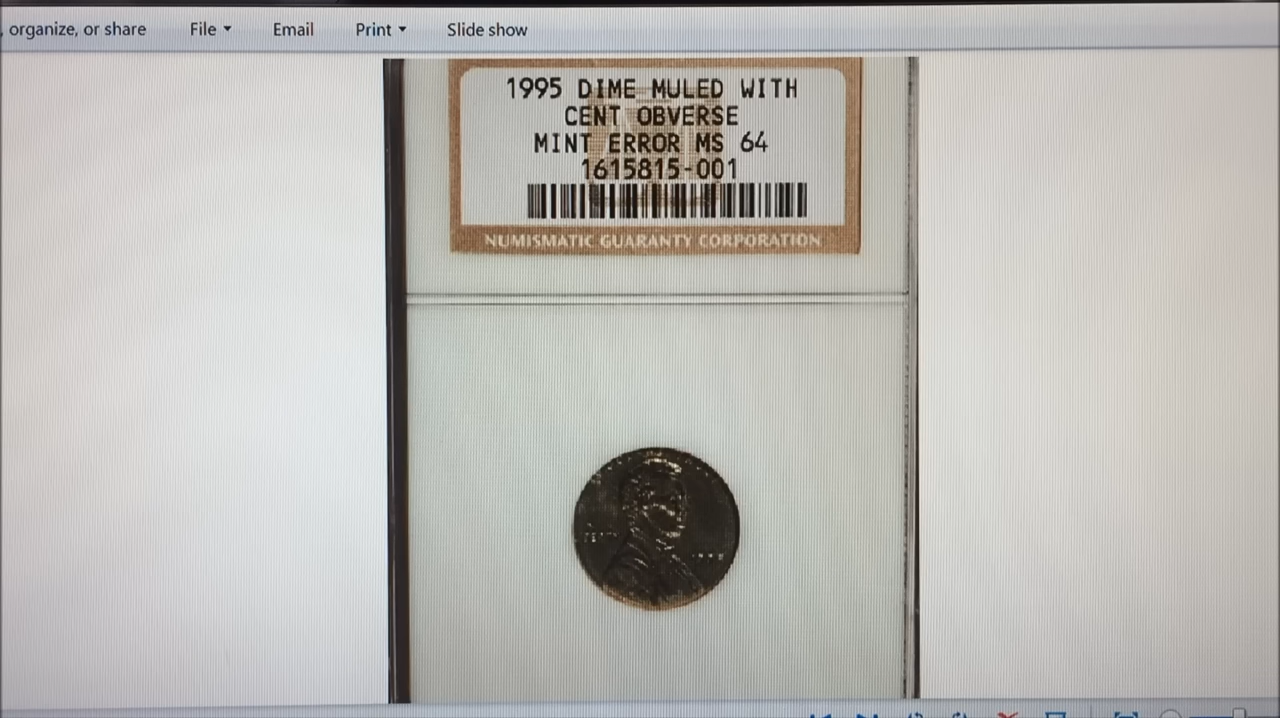 , organize, or share File Email Print Slide show
1995 DIME MULED WITH
CENT OBVERSE
MINT ERROR MS 64
1615815-001
NUMISMATIC GUARANTY CORPORATION